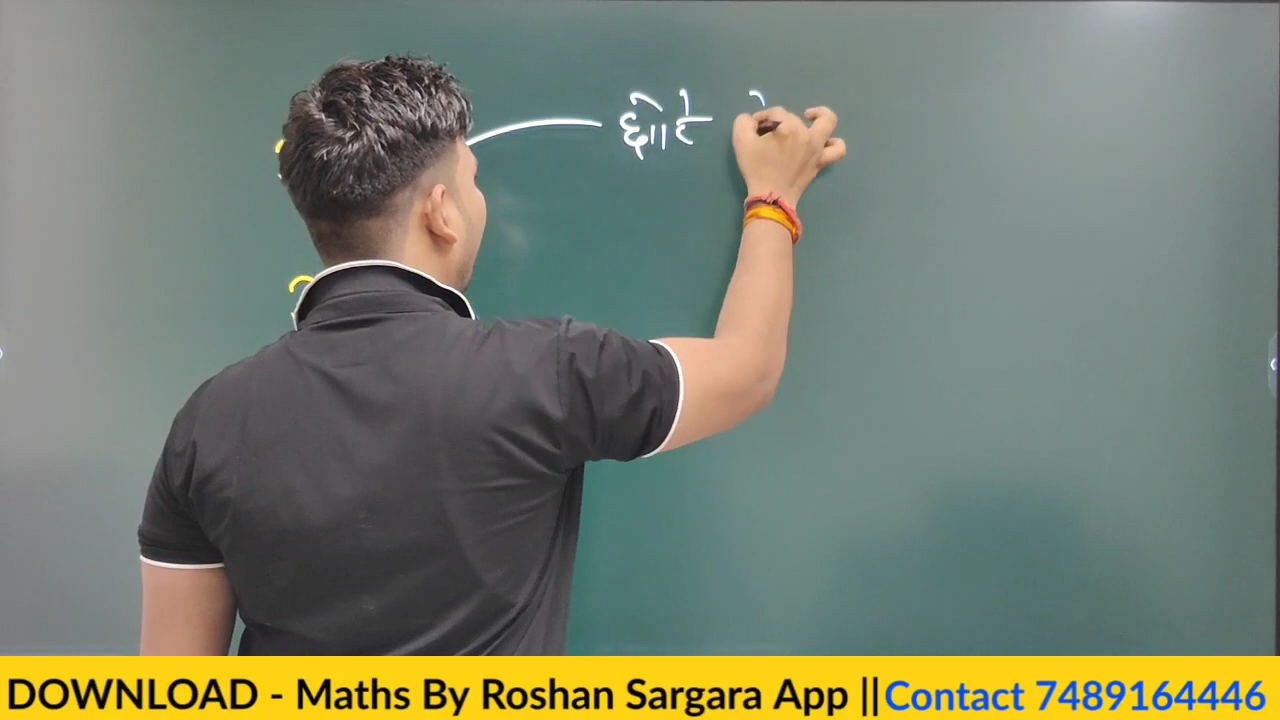 छोटे
DOWNLOAD - Maths By Roshan Sargara App || Contact 7489164446